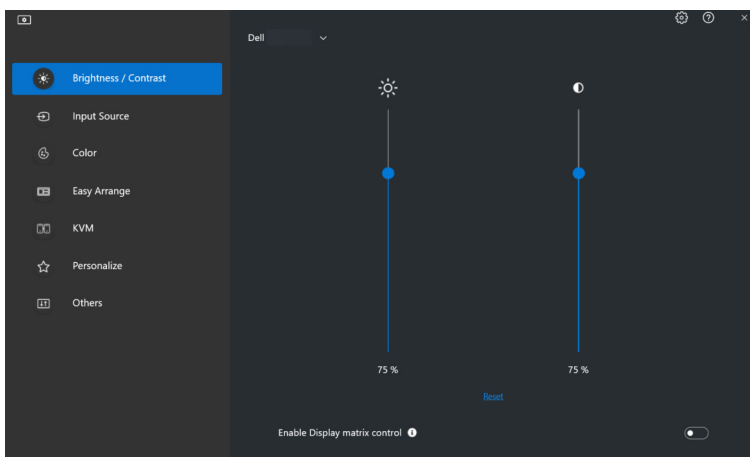 Dell
Brightness / Contrast
Input Source
Color
Easy Arrange
KVM
Personalize
Others
75 %
75 %
Reset
Enable Display matrix control